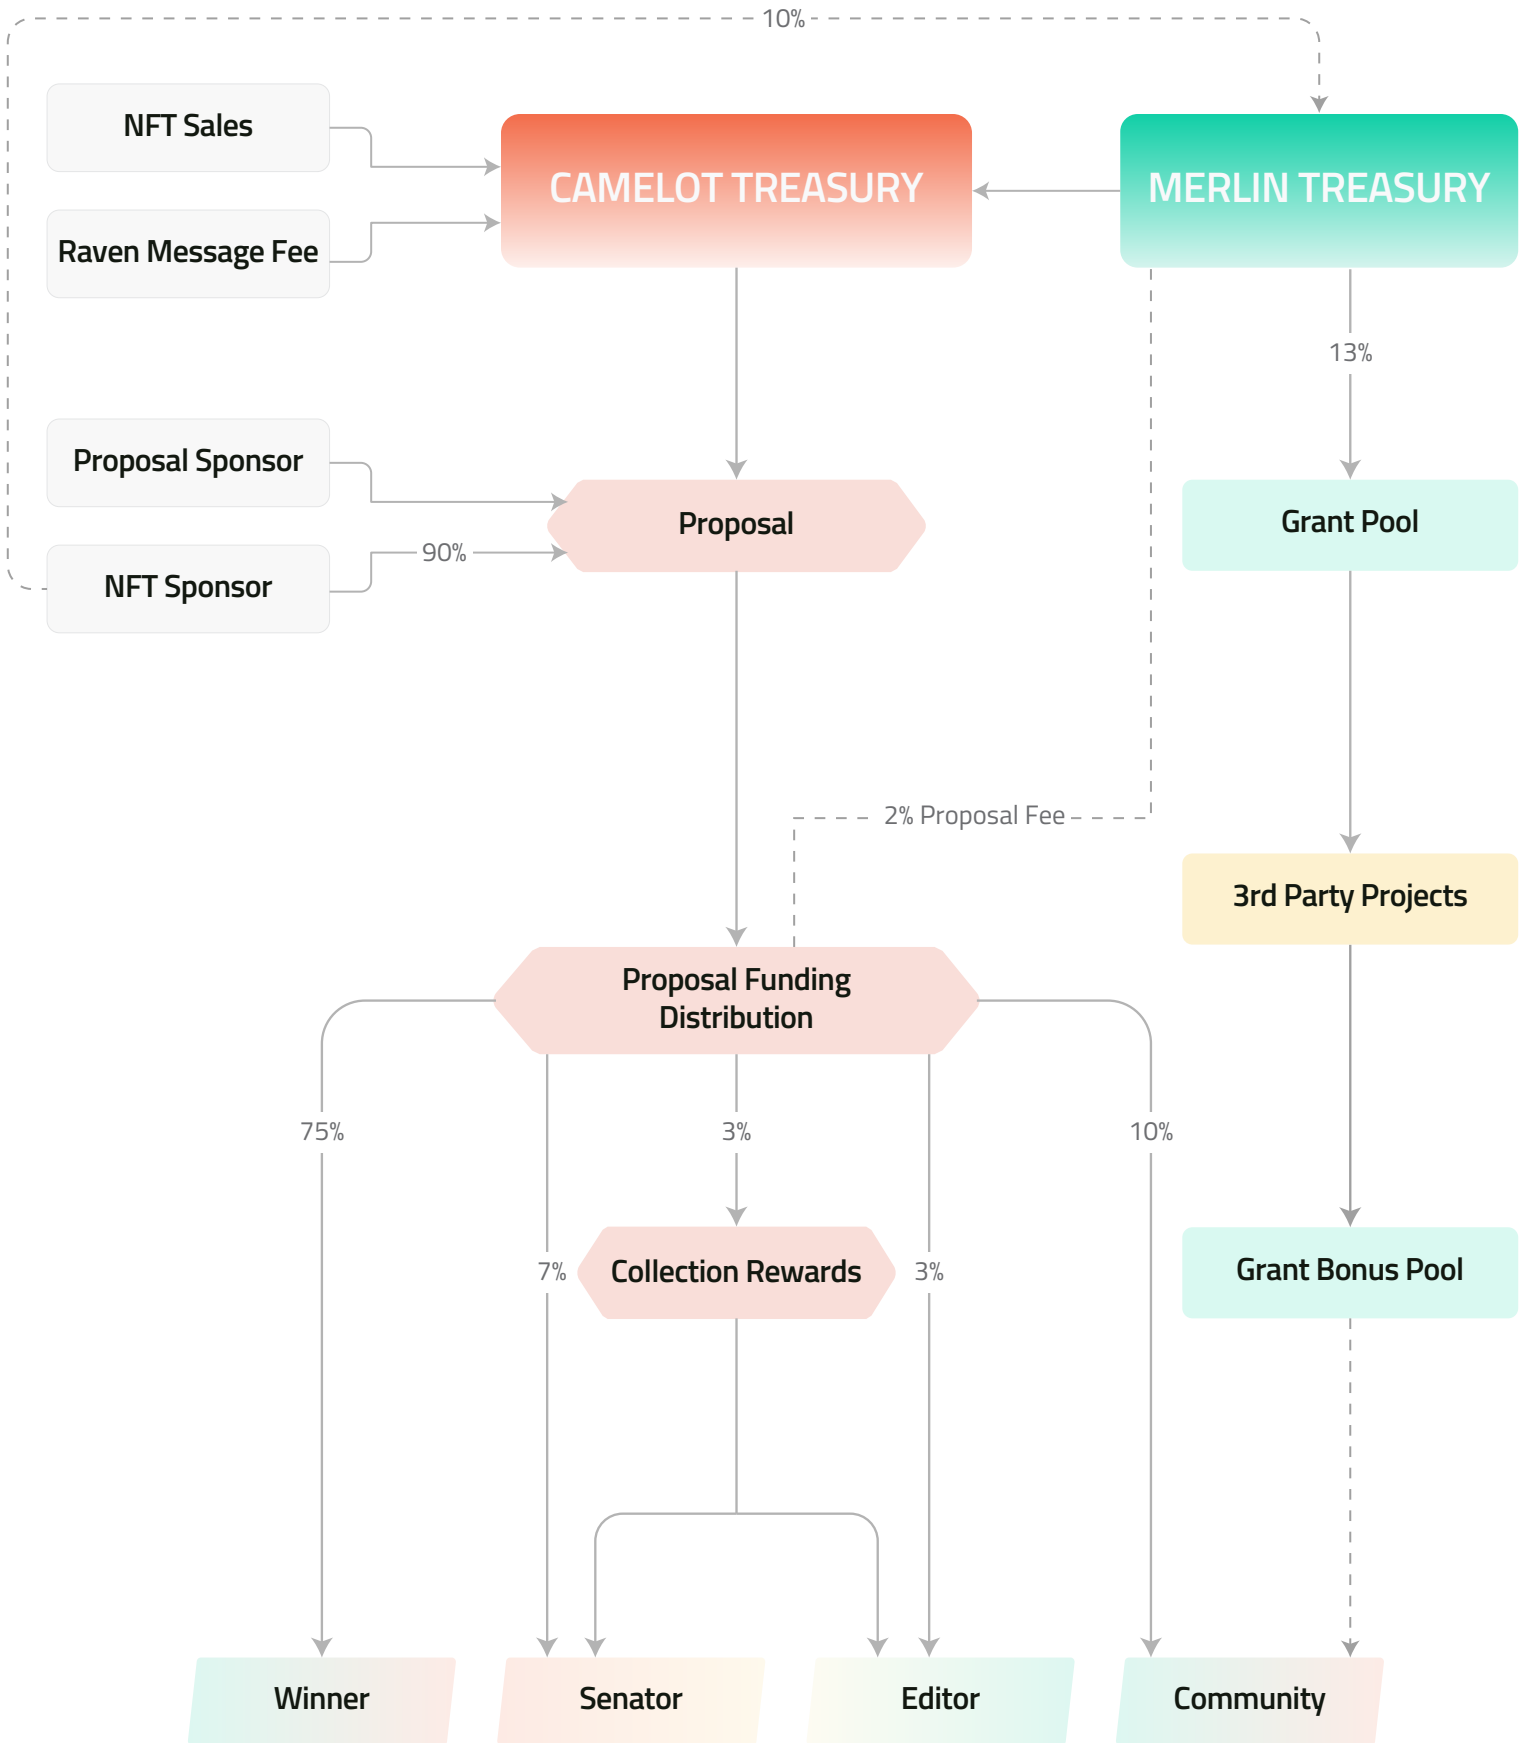 10%
NFT Sales
CAMELOT TREASURY
MERLIN TREASURY
Raven Message Fee
13%
Proposal Sponsor
Proposal
Grant Pool
90%
NFT Sponsor
2% Proposal Fee
3rd Party Projects
Proposal Funding
Distribution
75%
3%
10%
7%
Collection Rewards
3%
Grant Bonus Pool
Winner
Senator
Editor
Community